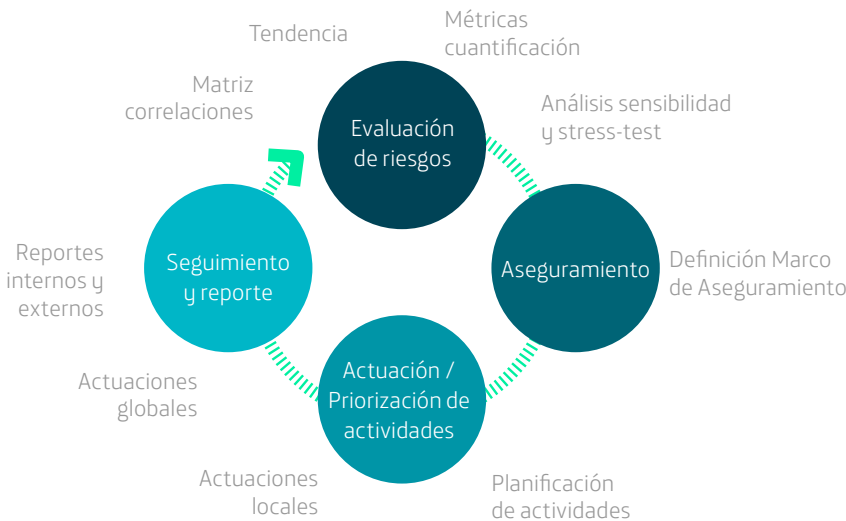 Tendencia
Métricas
cuantificación
Matriz
correlaciones
Análisis sensibilidad
y stress-test
Evaluación
de riesgos
Reportes
internos y
externos
Seguimiento
y reporte
Aseguramiento
Definición Marco
de Aseguramiento
Actuaciones
globales
Actuación /
Priorización de
actividades
Actuaciones
locales
Planificación
de actividades